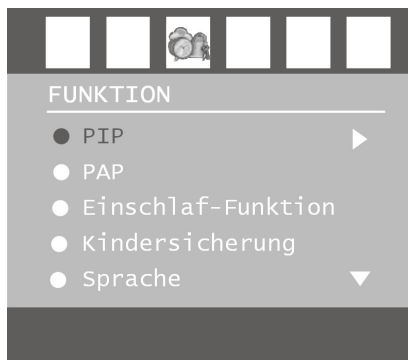 FUNKTION
PIP
PAP
Einschlaf-Funktion
Kindersicherung
Sprache